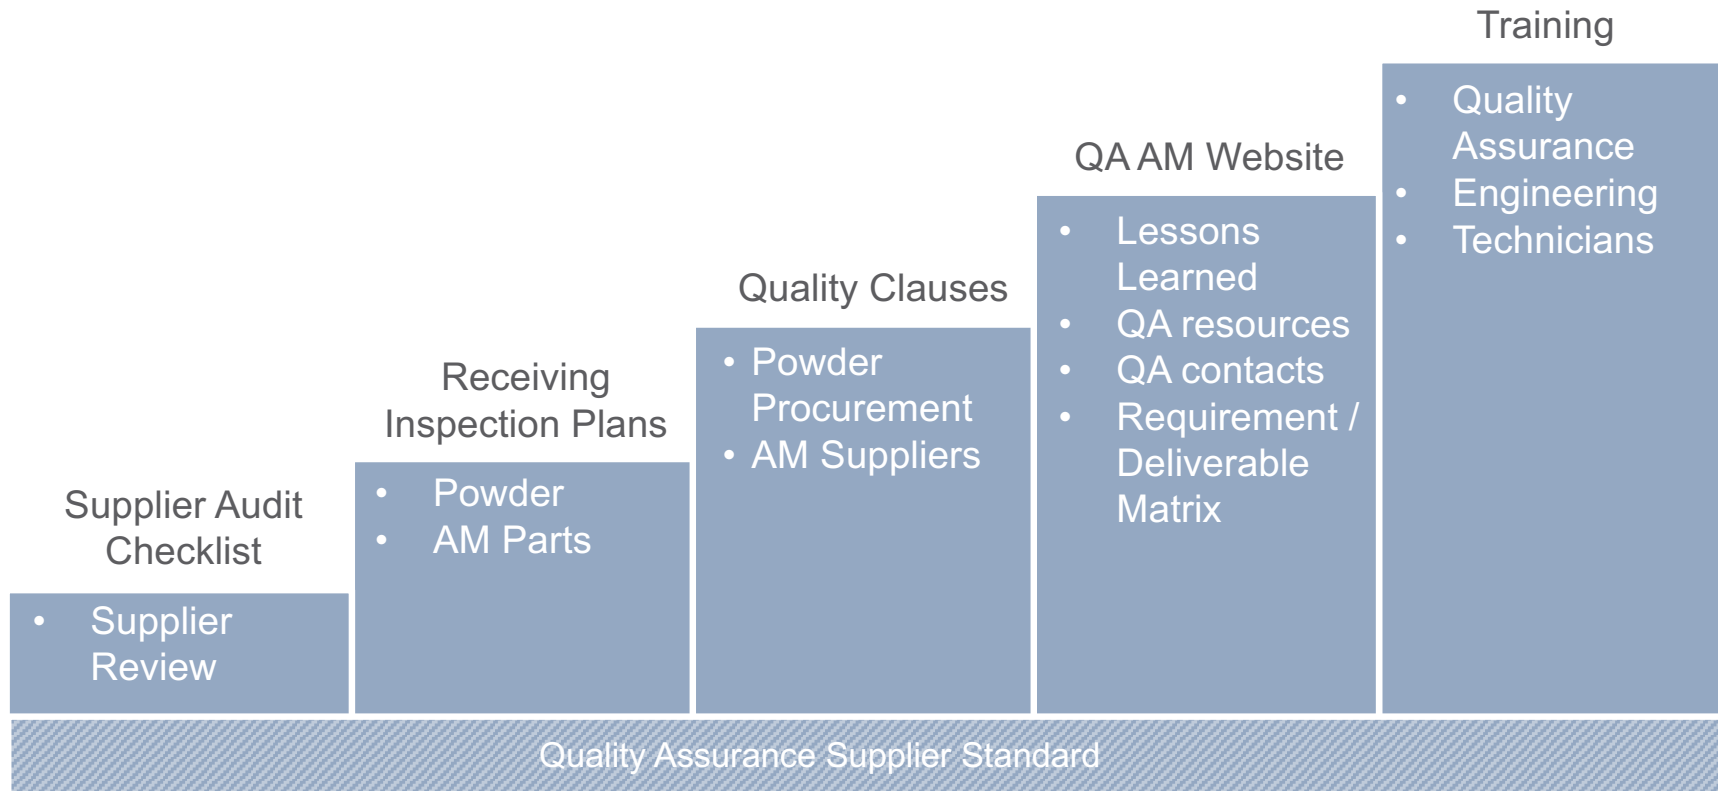 Supplier Audit
Checklist
• Supplier
Review
Receiving
Inspection Plans
• Powder
• AM Parts
Quality Clauses
• Powder
Procurement
• AM Suppliers
QA AM Website
• Lessons
Learned
• QA resources
• QA contacts
• Requirement /
Deliverable
Matrix
Training
• Quality
Assurance
• Engineering
• Technicians
Quality Assurance Supplier Standard